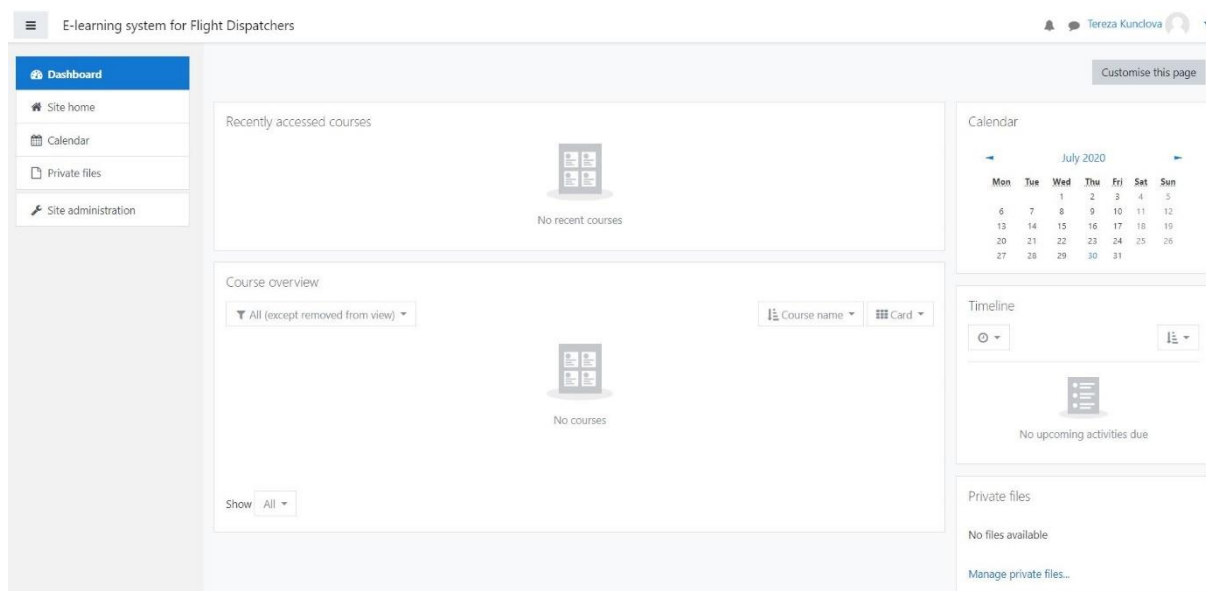 E-learning system for Flight Dispatchers
Tereza Kunclova
Dashboard
Site home
Calendar
Private files
Site administration
Customise this page
Recently accessed courses
No recent courses
Course overview
All (except removed from view)
Course name
Card
No courses
Show All
Calendar
July 2020
Mon Tue Wed Thu Fri Sat Sun
1 2 3 4 5
6 7 8 9 10 11 12
13 14 15 16 17 18 19
20 21 22 23 24 25 26
27 28 29 30 31
Timeline
No upcoming activities due
Private files
No files available
Manage private files...